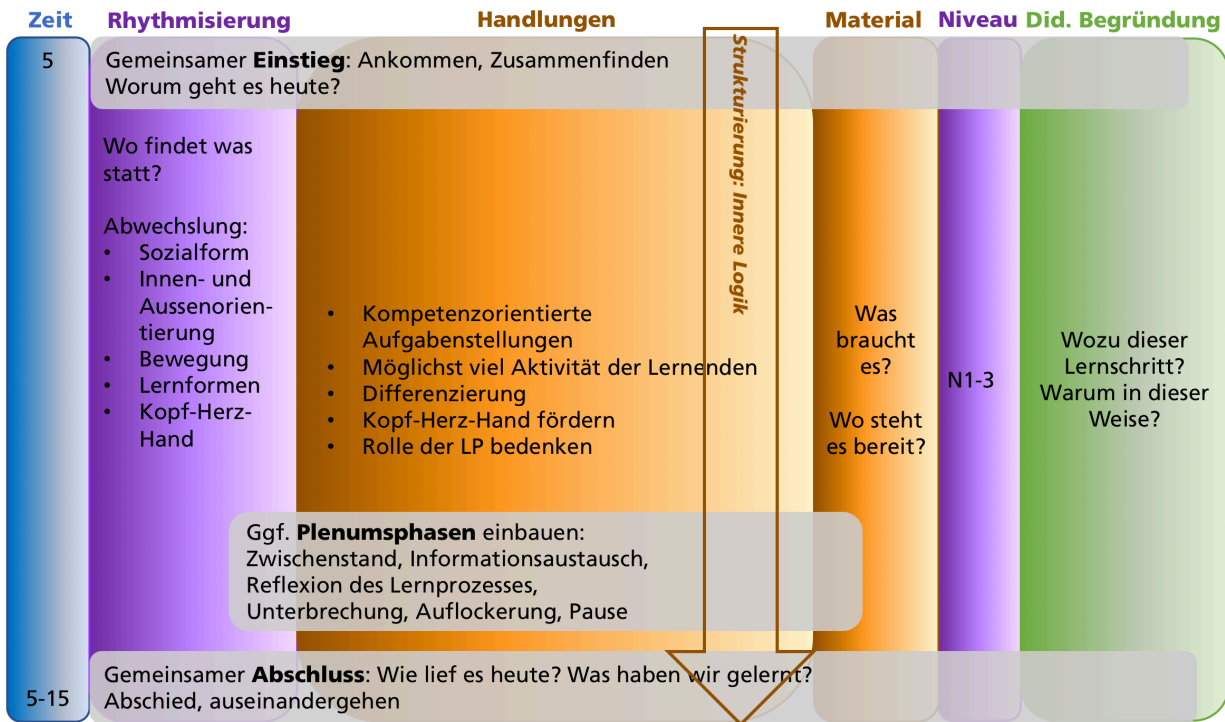 Zeit
Rhythmisierung
Handlungen
Material
Niveau
Did. Begründung
5
Gemeinsamer Einstieg: Ankommen, Zusammenfinden
Worum geht es heute?
Strukturierung: Innere Logik
Wo findet was
statt?
Abwechslung:
• Sozialform
• Innen- und
Aussenorien-
tierung
• Bewegung
• Lernformen
• Kopf-Herz-
Hand
• Kompetenzorientierte
Aufgabenstellungen
• Möglichst viel Aktivität der Lernenden
• Differenzierung
• Kopf-Herz-Hand fördern
• Rolle der LP bedenken
Was
braucht
es?
Wo steht
es bereit?
N1-3
Wozu dieser
Lernschritt?
Warum in dieser
Weise?
Ggf. Plenumsphasen einbauen:
Zwischenstand, Informationsaustausch,
Reflexion des Lernprozesses,
Unterbrechung, Auflockerung, Pause
Gemeinsamer Abschluss: Wie lief es heute? Was haben wir gelernt?
Abschied, auseinandergehen
5-15